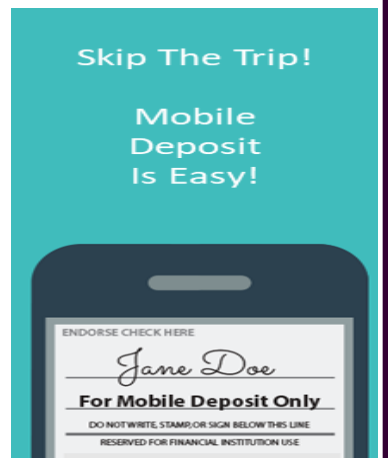 Skip The Trip!
Mobile
Deposit
Is Easy!
ENDORSE CHECK HERE
Jane Doe
For Mobile Deposit Only
DO NOT WRITE, STAMP, OR SIGN BELOW THIS LINE
RESERVED FOR FINANCIAL INSTITUTION USE